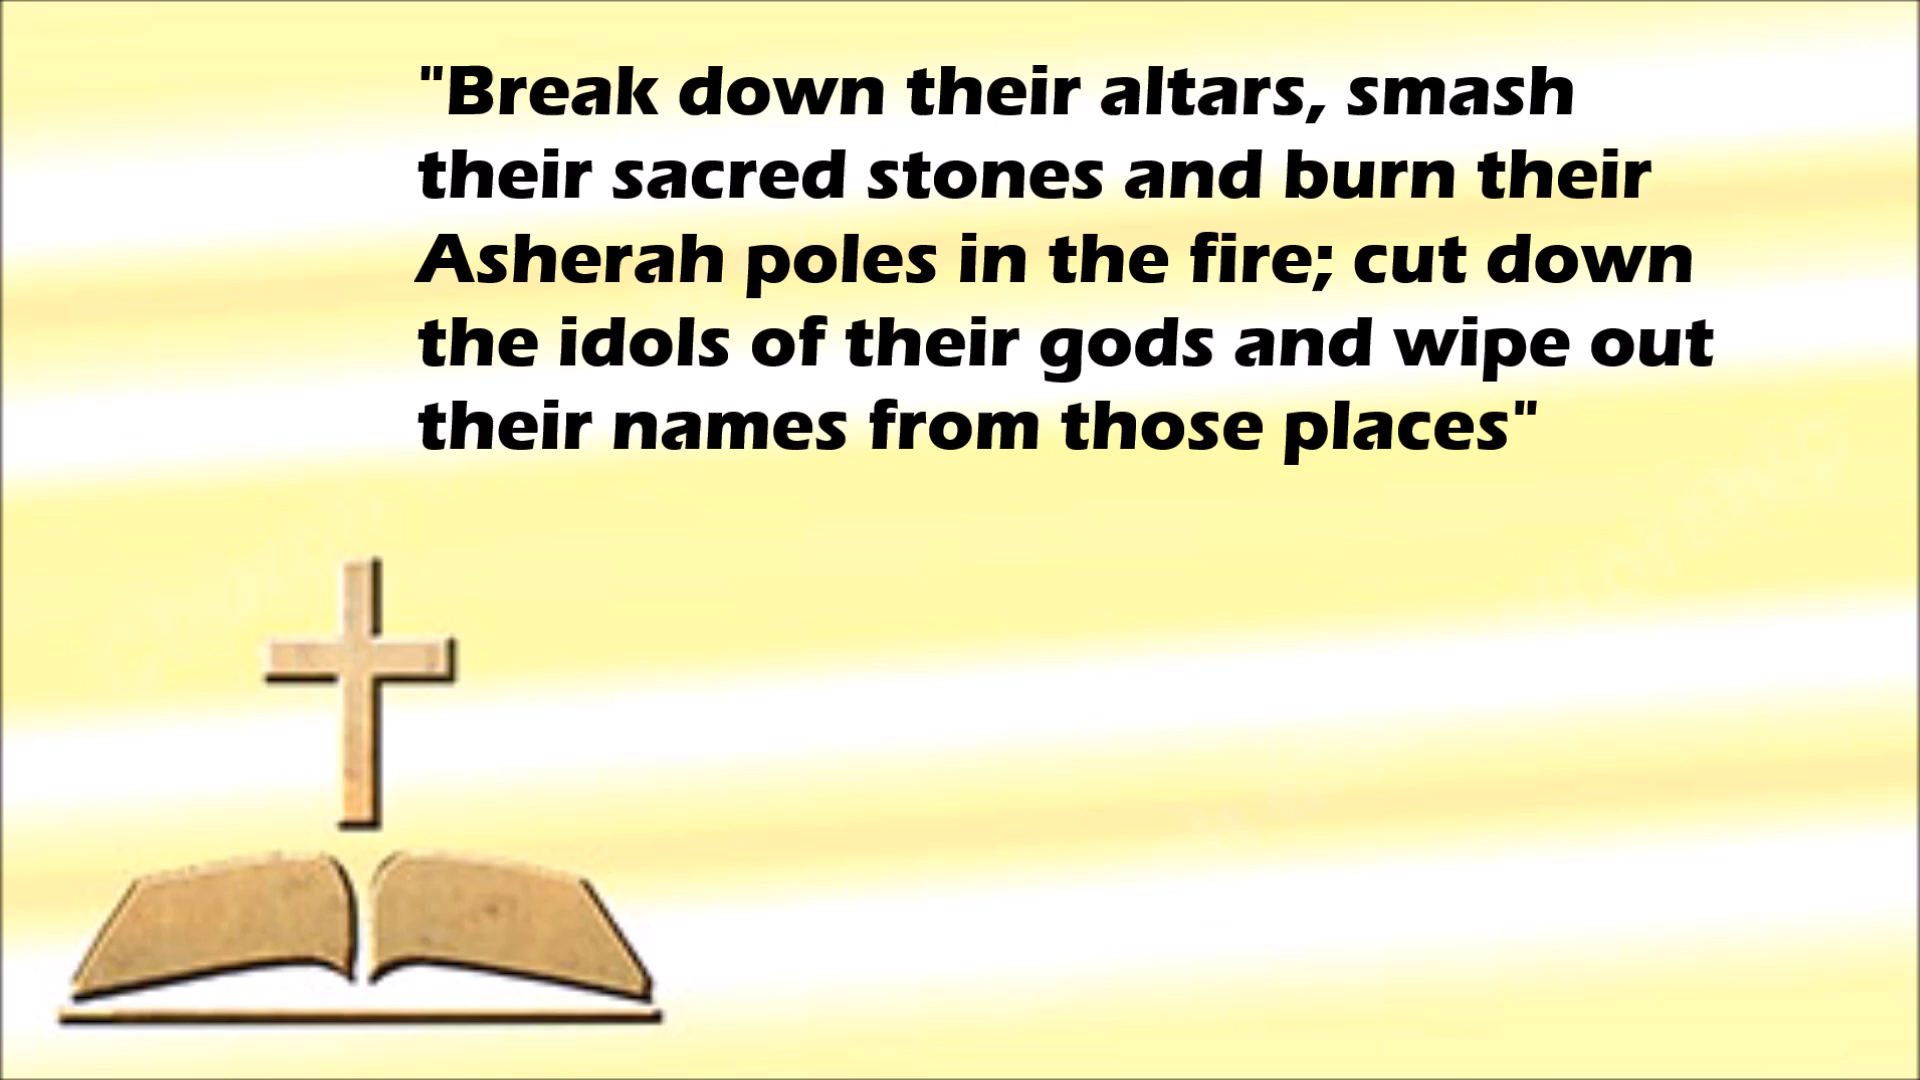 "Break down their altars, smash
their sacred stones and burn their
Asherah poles in the fire; cut down
the idols of their gods and wipe out
their names from those places"